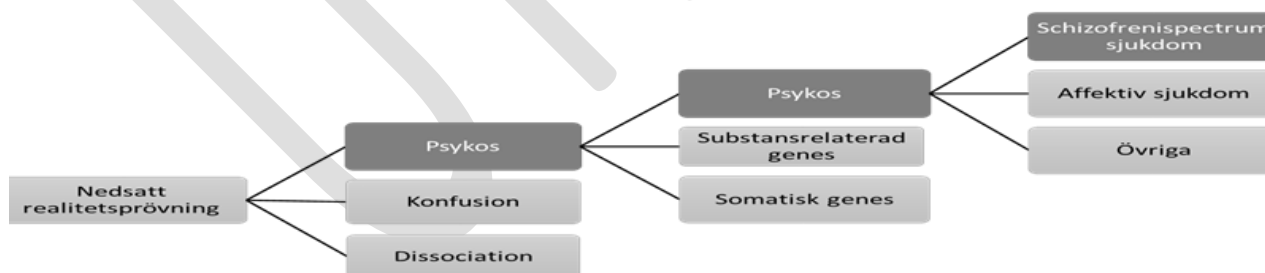 Nedsatt
realitetsprövning
Psykos
Konfusion
Dissociation
Psykos
Substansrelaterad
genes
Somatisk genes
Schizofrenispectrum
sjukdom
Affektiv sjukdom
Övriga